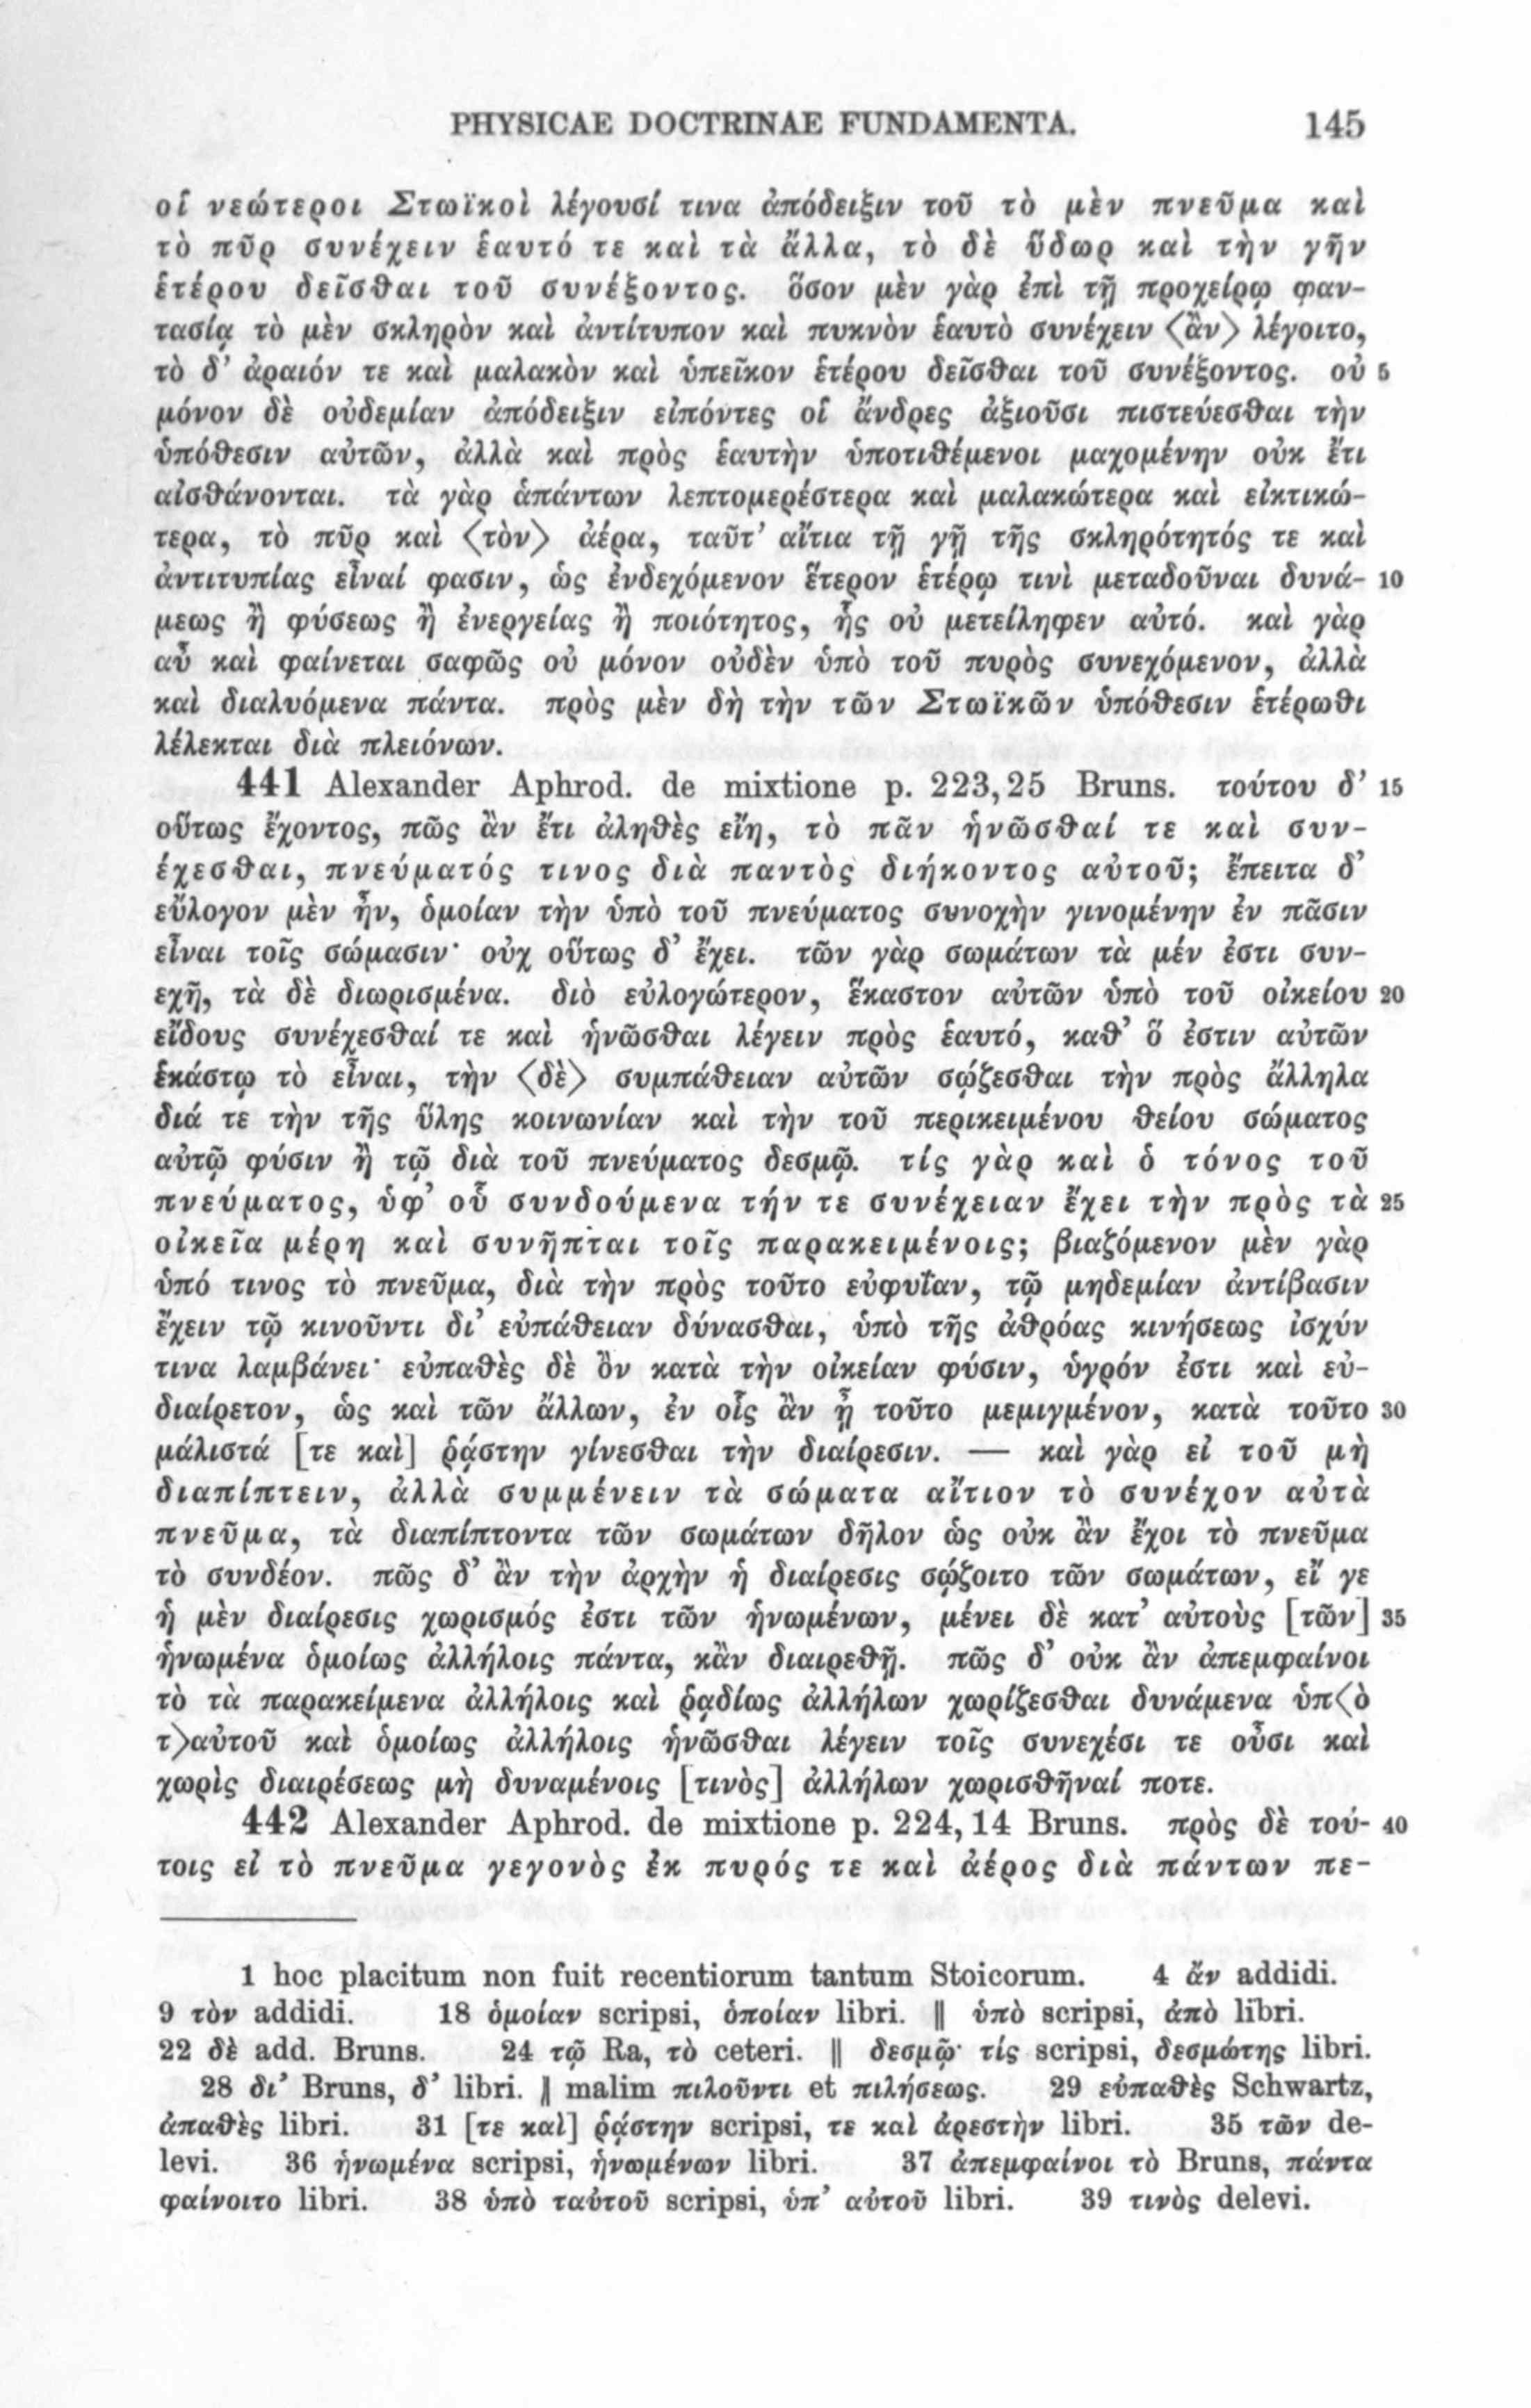 PHYSICAE DOCTRINAE FUNDAMENTA. 145
οἱ νεώτεροι Στωϊκοὶ λέγουσί τινα ἀπόδειξιν τοῦ τὸ μὲν πνεῦμα καὶ
τὸ πῦρ συνέχειν ἑαυτό τε καὶ τὰ ἄλλα, τὸ δὲ ὕδωρ καὶ τὴν γῆν
ἑτέρου δεῖσθαι τοῦ συνέξοντος. ὅσον μὲν γὰρ ἐπὶ τῇ προχείρῳ φαν-
τασίᾳ τὸ μὲν σκληρὸν καὶ ἀντίτυπον καὶ πυκνὸν ἑαυτὸ συνέχειν ⟨ἂν⟩ λέγοιτο,
τὸ δ’ ἀραιόν τε καὶ μαλακὸν καὶ ὑπεῖκον ἑτέρου δεῖσθαι τοῦ συνέξοντος. οὐ 5
μόνον δὲ οὐδεμίαν ἀπόδειξιν εἰπόντες οἱ ἄνδρες ἀξιοῦσι πιστεύεσθαι τὴν
ὑπόθεσιν αὐτῶν, ἀλλὰ καὶ πρὸς ἑαυτὴν ὑποτιθέμενοι μαχομένην οὐκ ἔτι
αἰσθάνονται. τὰ γὰρ ἁπάντων λεπτομερέστερα καὶ μαλακώτερα καὶ εἰκτικώ-
τερα, τὸ πῦρ καὶ ⟨τὸν⟩ ἀέρα, ταῦτ’ αἴτια τῇ γῇ τῆς σκληρότητός τε καὶ
ἀντιτυπίας εἶναί φασιν, ὡς ἐνδεχόμενον ἕτερον ἑτέρῳ τινὶ μεταδοῦναι δυνά- 10
μεως ἢ φύσεως ἢ ἐνεργείας ἢ ποιότητος, ἧς οὐ μετείληφεν αὐτό. καὶ γὰρ
αὖ καὶ φαίνεται σαφῶς οὐ μόνον οὐδὲν ὑπὸ τοῦ πυρὸς συνεχόμενον, ἀλλὰ
καὶ διαλυόμενα πάντα. πρὸς μὲν δὴ τὴν τῶν Στωϊκῶν ὑπόθεσιν ἑτέρωθι
λέλεκται διὰ πλειόνων.
441 Alexander Aphrod. de mixtione p. 223,25 Bruns. τούτου δ’ 15
οὕτως ἔχοντος, πῶς ἂν ἔτι ἀληθὲς εἴη, τὸ πᾶν ἡνῶσθαί τε καὶ συν-
έχεσθαι, πνεύματός τινος διὰ παντὸς διήκοντος αὐτοῦ; ἔπειτα δ’
εὔλογον μὲν ἦν, ὁμοίαν τὴν ὑπὸ τοῦ πνεύματος συνοχὴν γινομένην ἐν πᾶσιν
εἶναι τοῖς σώμασιν· οὐχ οὕτως δ’ ἔχει. τῶν γὰρ σωμάτων τὰ μέν ἐστι συν-
εχῆ, τὰ δὲ διωρισμένα. διὸ εὐλογώτερον, ἕκαστον αὐτῶν ὑπὸ τοῦ οἰκείου 20
εἴδους συνέχεσθαί τε καὶ ἡνῶσθαι λέγειν πρὸς ἑαυτό, καθ’ ὅ ἐστιν αὐτῶν
ἑκάστῳ τὸ εἶναι, τὴν ⟨δὲ⟩ συμπάθειαν αὐτῶν σῴζεσθαι τὴν πρὸς ἄλληλα
διά τε τὴν τῆς ὕλης κοινωνίαν καὶ τὴν τοῦ περικειμένου θείου σώματος
αὐτῷ φύσιν ἢ τῷ διὰ τοῦ πνεύματος δεσμῷ. τίς γὰρ καὶ ὁ τόνος τοῦ
πνεύματος, ὑφ’ οὗ συνδούμενα τήν τε συνέχειαν ἔχει τὴν πρὸς τὰ 25
οἰκεῖα μέρη καὶ συνῆπται τοῖς παρακειμένοις; βιαζόμενον μὲν γὰρ
ὑπό τινος τὸ πνεῦμα, διὰ τὴν πρὸς τοῦτο εὐφυΐαν, τῷ μηδεμίαν ἀντίβασιν
ἔχειν τῷ κινοῦντι δι’ εὐπάθειαν δύνασθαι, ὑπὸ τῆς ἀθρόας κινήσεως ἰσχύν
τινα λαμβάνει· εὐπαθὲς δὲ ὂν κατὰ τὴν οἰκείαν φύσιν, ὑγρόν ἐστι καὶ εὐ-
διαίρετον, ὡς καὶ τῶν ἄλλων, ἐν οἷς ἂν ᾖ τοῦτο μεμιγμένον, κατὰ τοῦτο 30
μάλιστά [τε καὶ] ῥᾴστην γίνεσθαι τὴν διαίρεσιν. — καὶ γὰρ εἰ τοῦ μὴ
διαπίπτειν, ἀλλὰ συμμένειν τὰ σώματα αἴτιον τὸ συνέχον αὐτὰ
πνεῦμα, τὰ διαπίπτοντα τῶν σωμάτων δῆλον ὡς οὐκ ἂν ἔχοι τὸ πνεῦμα
τὸ συνδέον. πῶς δ’ ἂν τὴν ἀρχὴν ἡ διαίρεσις σῴζοιτο τῶν σωμάτων, εἴ γε
ἡ μὲν διαίρεσις χωρισμός ἐστι τῶν ἡνωμένων, μένει δὲ κατ’ αὐτοὺς [τῶν] 35
ἡνωμένα ὁμοίως ἀλλήλοις πάντα, κἂν διαιρεθῇ. πῶς δ’ οὐκ ἂν ἀπεμφαίνοι
τὸ τὰ παρακείμενα ἀλλήλοις καὶ ῥᾳδίως ἀλλήλων χωρίζεσθαι δυνάμενα ὑπ⟨ὸ
τ⟩αὐτοῦ καὶ ὁμοίως ἀλλήλοις ἡνῶσθαι λέγειν τοῖς συνεχέσι τε οὖσι καὶ
χωρὶς διαιρέσεως μὴ δυναμένοις [τινὸς] ἀλλήλων χωρισθῆναί ποτε.
442 Alexander Aphrod. de mixtione p. 224,14 Bruns. πρὸς δὲ τού- 40
τοις εἰ τὸ πνεῦμα γεγονὸς ἐκ πυρός τε καὶ ἀέρος διὰ πάντων πε-
1 hoc placitum non fuit recentiorum tantum Stoicorum. 4 ἄν addidi.
9 τὸν addidi. 18 ὁμοίαν scripsi, ὁποίαν libri. ‖ ὑπὸ scripsi, ἀπὸ libri.
22 δὲ add. Bruns. 24 τῷ Ra, τὸ ceteri. ‖ δεσμῷ· τίς scripsi, δεσμώτης libri.
28 δι’ Bruns, δ’ libri. ‖ malim πιλοῦντι et πιλήσεως. 29 εὐπαθὲς Schwartz,
ἀπαθὲς libri. 31 [τε καὶ] ῥᾴστην scripsi, τε καὶ ἀρεστὴν libri. 35 τῶν de-
levi. 36 ἡνωμένα scripsi, ἡνωμένων libri. 37 ἀπεμφαίνοι τὸ Bruns, πάντα
φαίνοιτο libri. 38 ὑπὸ ταὐτοῦ scripsi, ὑπ’ αὐτοῦ libri. 39 τινὸς delevi.